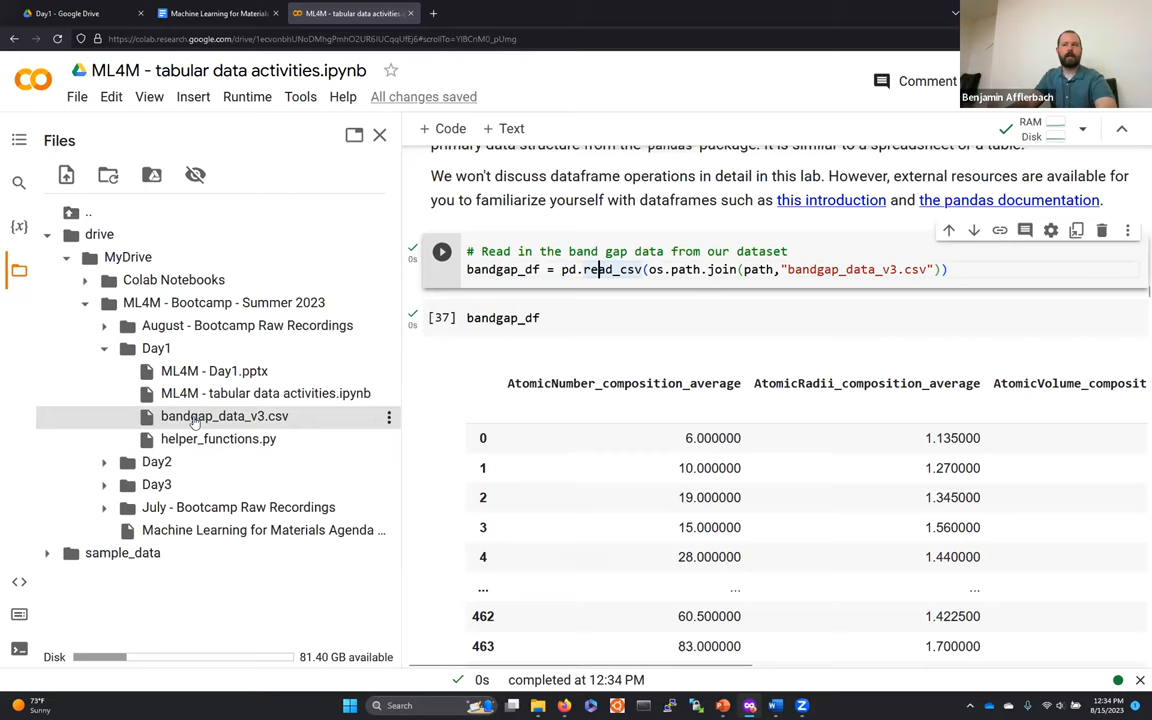 Day1 - Google Drive
Machine Learning for Materials
ML4M - tabular data activities.
https://colab.research.google.com/drive/1ecvonbhUNoDMhgPmhO2UR6IUCqqUfEj6#scrollTo=YlBCnM0_pUmg
ML4M - tabular data activities.ipynb
File Edit View Insert Runtime Tools Help All changes saved
Comment
Benjamin Afflerbach
Files
+ Code + Text
RAM
Disk
..
drive
MyDrive
Colab Notebooks
ML4M - Bootcamp - Summer 2023
August - Bootcamp Raw Recordings
Day1
ML4M - Day1.pptx
ML4M - tabular data activities.ipynb
bandgap_data_v3.csv
helper_functions.py
Day2
Day3
July - Bootcamp Raw Recordings
Machine Learning for Materials Agenda ...
sample_data
Disk 81.40 GB available
primary data structure from the pandas package. It is similar to a spreadsheet or a table.
We won't discuss dataframe operations in detail in this lab. However, external resources are available for
you to familiarize yourself with dataframes such as this introduction and the pandas documentation.
0s
# Read in the band gap data from our dataset
bandgap_df = pd.read_csv(os.path.join(path,"bandgap_data_v3.csv"))
0s
[37] bandgap_df
AtomicNumber_composition_average AtomicRadii_composition_average AtomicVolume_composit
0 6.000000 1.135000
1 10.000000 1.270000
2 19.000000 1.345000
3 15.000000 1.560000
4 28.000000 1.440000
... ... ...
462 60.500000 1.422500
463 83.000000 1.700000
0s completed at 12:34 PM
73°F
Sunny
Search
12:34 PM
8/15/2023